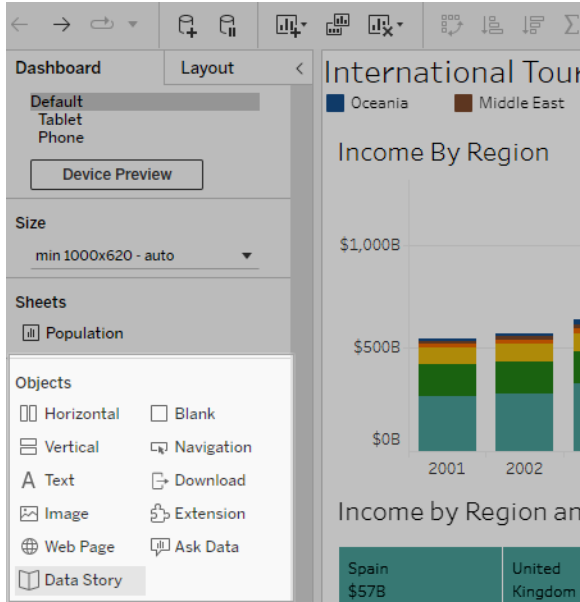 Dashboard
Layout
Default
Tablet
Phone
Device Preview
Size
min 1000x620 - auto
Sheets
Population
Objects
Horizontal
Blank
Vertical
Navigation
Text
Download
Image
Extension
Web Page
Ask Data
Data Story
International
Oceania
Middle East
Income By Region
$1,000B
$500B
$0B
2001
2002
Income by Region
Spain
$57B
United
Kingdom